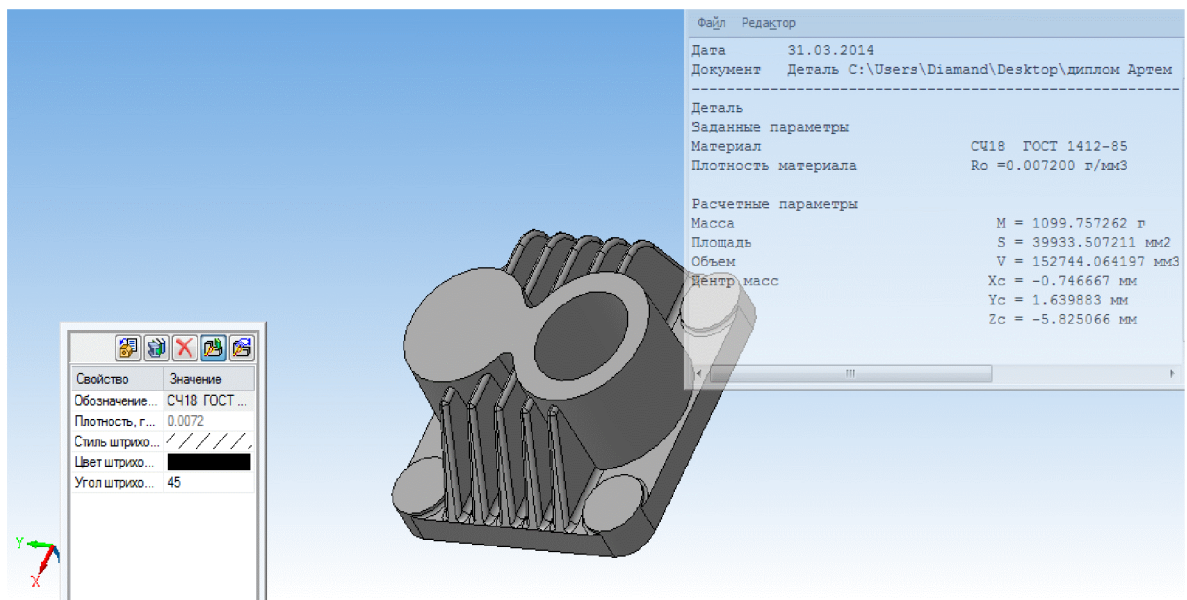 Файл Редактор
Дата 31.03.2014
Документ Деталь C:\Users\Diamand\Desktop\диплом Артем
--------------------------------------------------------
Деталь
Заданные параметры
Материал СЧ18 ГОСТ 1412-85
Плотность материала Ro =0.007200 г/мм3
Расчетные параметры
Масса M = 1099.757262 г
Площадь S = 39933.507211 мм2
Объем V = 152744.064197 мм3
Центр масс Xc = -0.746667 мм
Yc = 1.639883 мм
Zc = -5.825066 мм
Свойство Значение
Обозначение... СЧ18 ГОСТ ...
Плотность, г... 0.0072
Стиль штрихо...
Цвет штрихо...
Угол штрихо... 45
Y
X